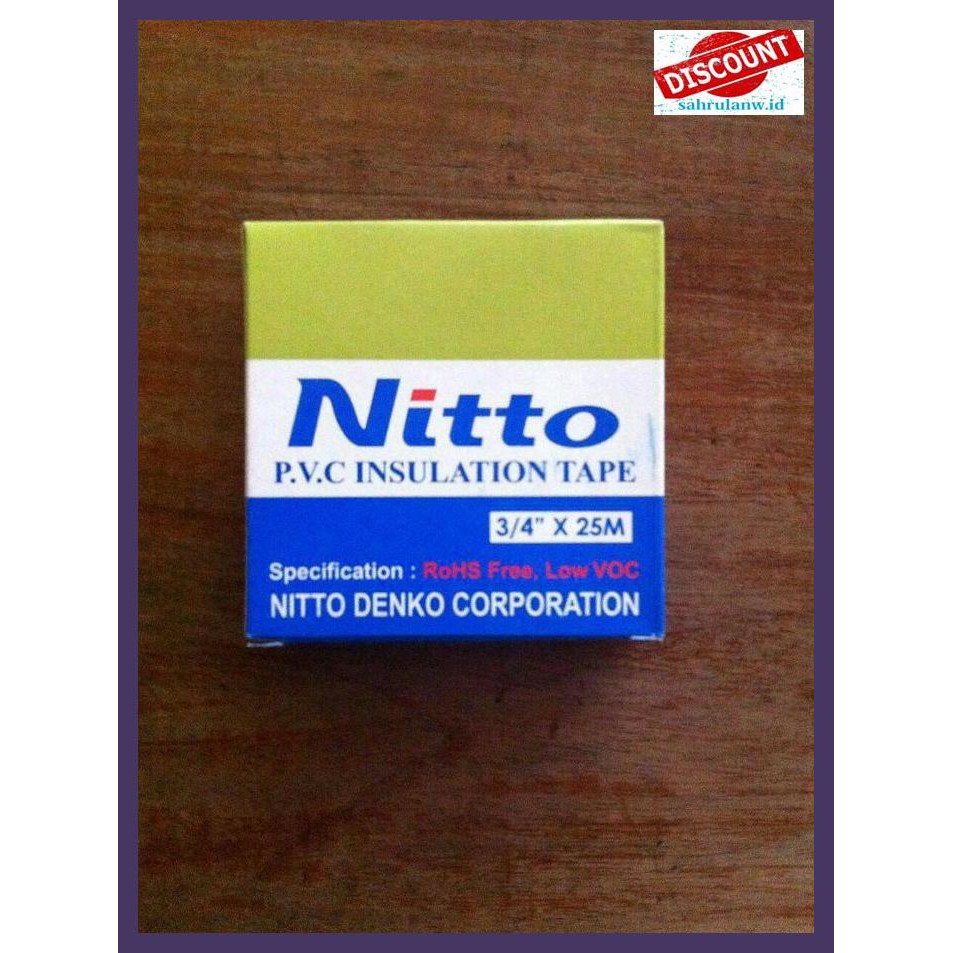 DISCOUNT
sahrulanw.id
Nitto
P.V.C INSULATION TAPE
3/4" X 25M
Specification : RoHS Free, Low VOC
NITTO DENKO CORPORATION